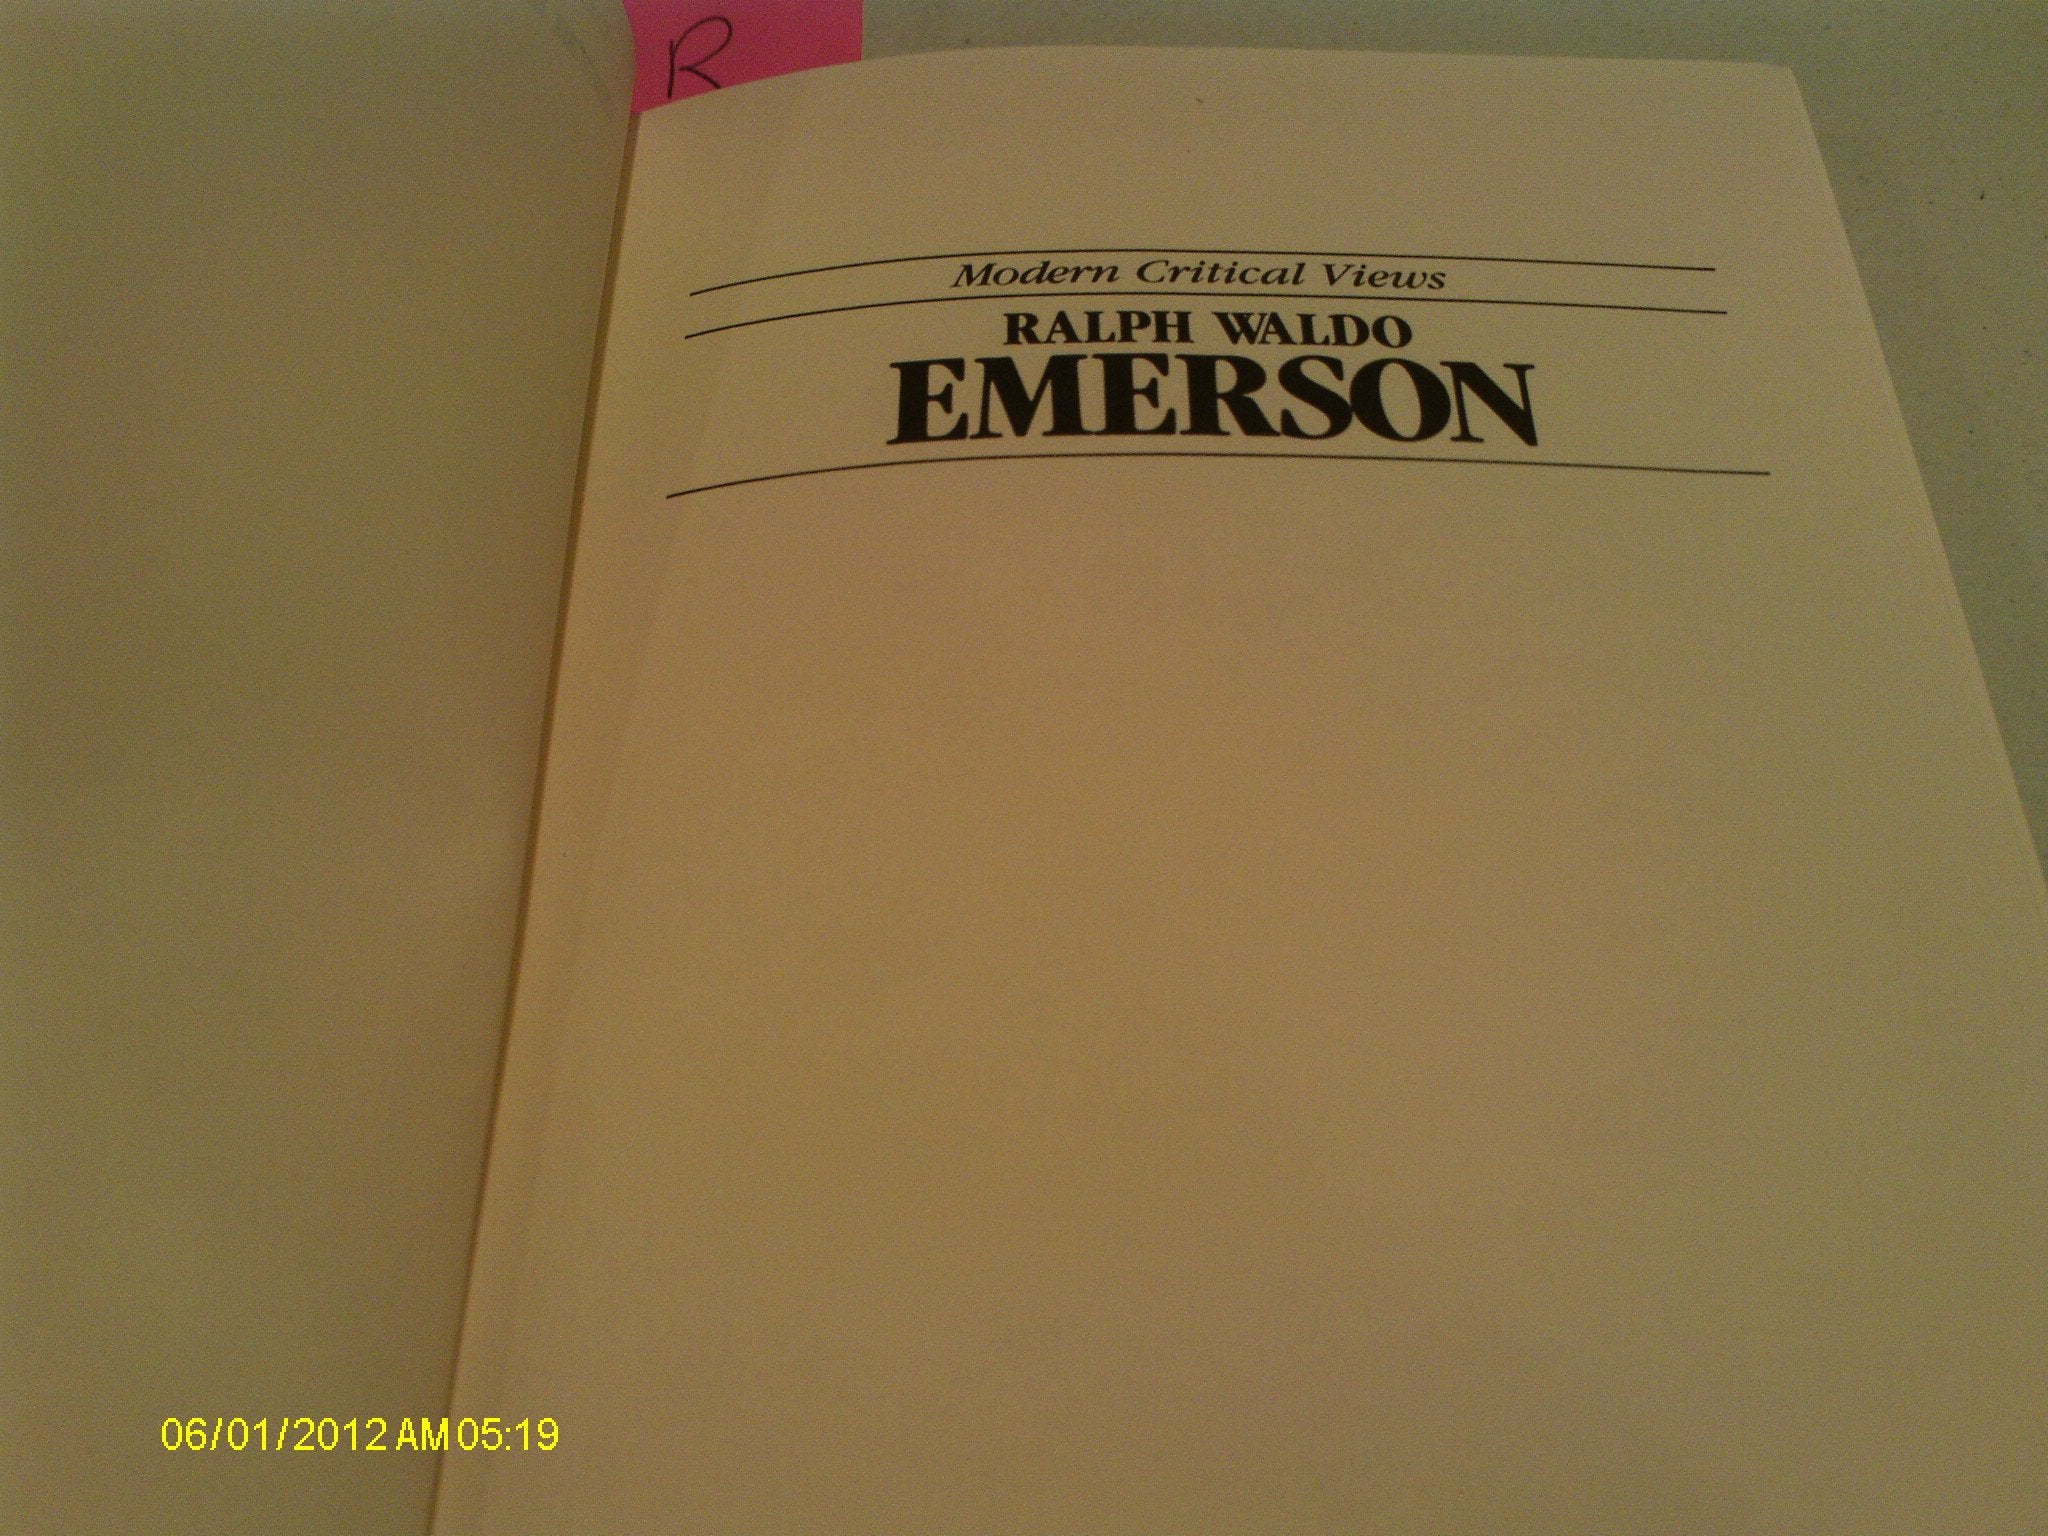 R
Modern Critical Views
RALPH WALDO
EMERSON
06/01/2012 AM 05:19